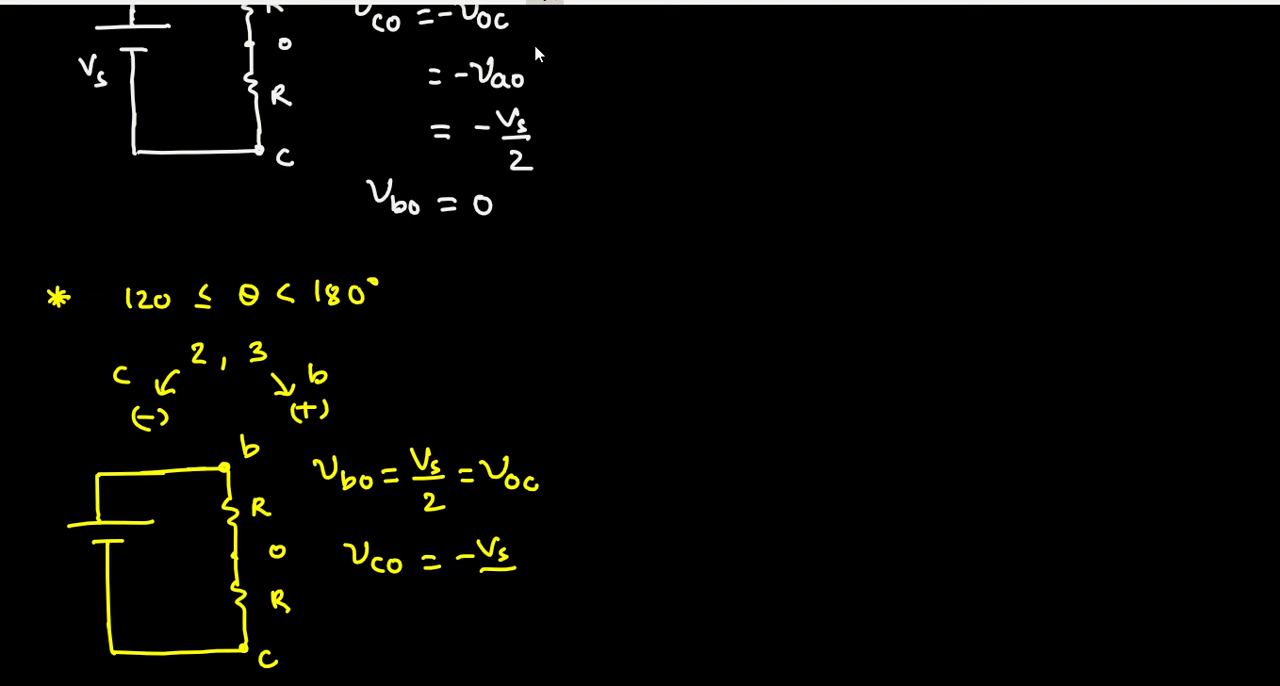 R
o
Vs
R
c
Vco = -Voc
= -Vao
= - Vs/2
Vbo = 0
* 120 ≤ θ < 180°
2, 3
c b
(-) (+)
b
R
o
R
c
Vbo = Vs/2 = Voc
Vco = -Vs